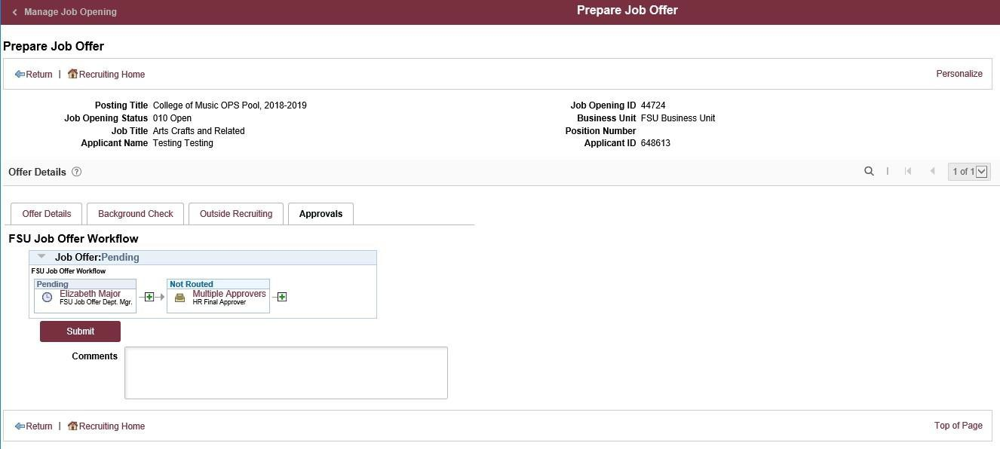 Manage Job Opening
Prepare Job Offer
Prepare Job Offer
Return | Recruiting Home
Personalize
Posting Title College of Music OPS Pool, 2018-2019
Job Opening ID 44724
Job Opening Status 010 Open
Business Unit FSU Business Unit
Job Title Arts Crafts and Related
Position Number
Applicant Name Testing Testing
Applicant ID 648613
Offer Details ?
1 of 1
Offer Details
Background Check
Outside Recruiting
Approvals
FSU Job Offer Workflow
Job Offer:Pending
FSU Job Offer Workflow
Pending
Elizabeth Major
FSU Job Offer Dept. Mgr.
Not Routed
Multiple Approvers
HR Final Approver
Submit
Comments
Return | Recruiting Home
Top of Page